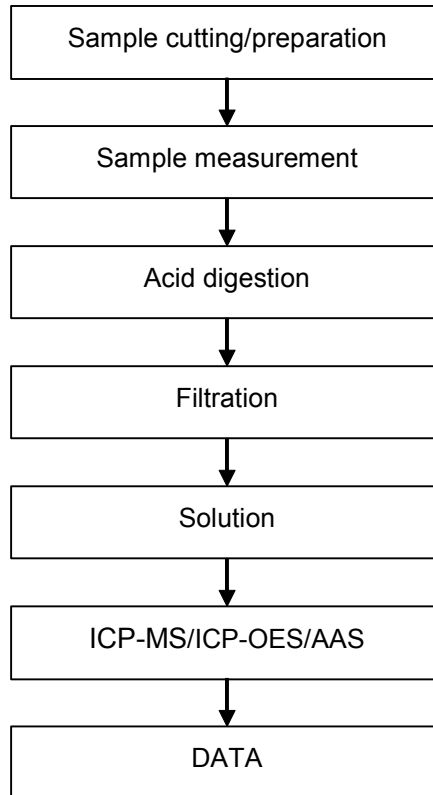 Sample cutting/preparation
Sample measurement
Acid digestion
Filtration
Solution
ICP-MS/ICP-OES/AAS
DATA